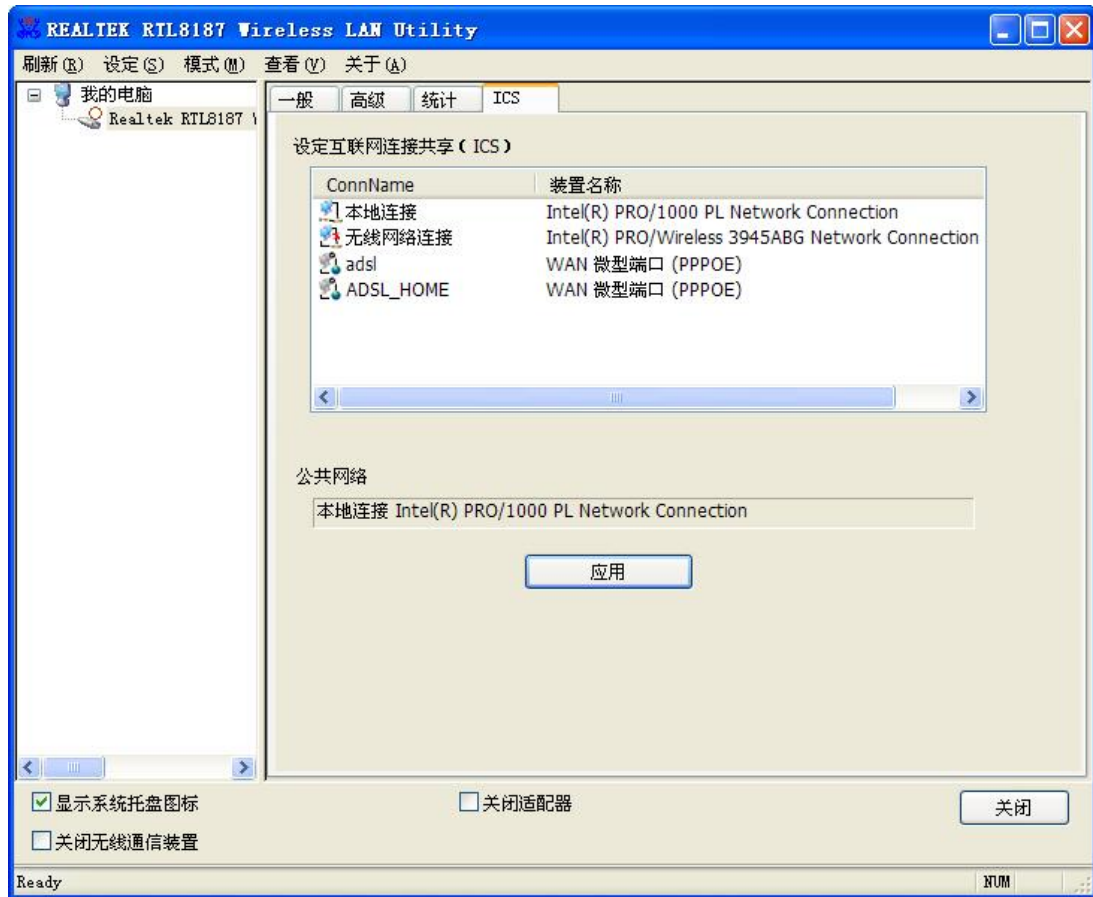 REALTEK RTL8187 Wireless LAN Utility
刷新(R) 设定(S) 模式(M) 查看(V) 关于(A)
我的电脑
Realtek RTL8187
一般 高级 统计 ICS
设定互联网连接共享(ICS)
ConnName 装置名称
本地连接 Intel(R) PRO/1000 PL Network Connection
无线网络连接 Intel(R) PRO/Wireless 3945ABG Network Connection
adsl WAN 微型端口 (PPPOE)
ADSL_HOME WAN 微型端口 (PPPOE)
公共网络
本地连接 Intel(R) PRO/1000 PL Network Connection
应用
显示系统托盘图标 关闭适配器 关闭
关闭无线通信装置
Ready NUM